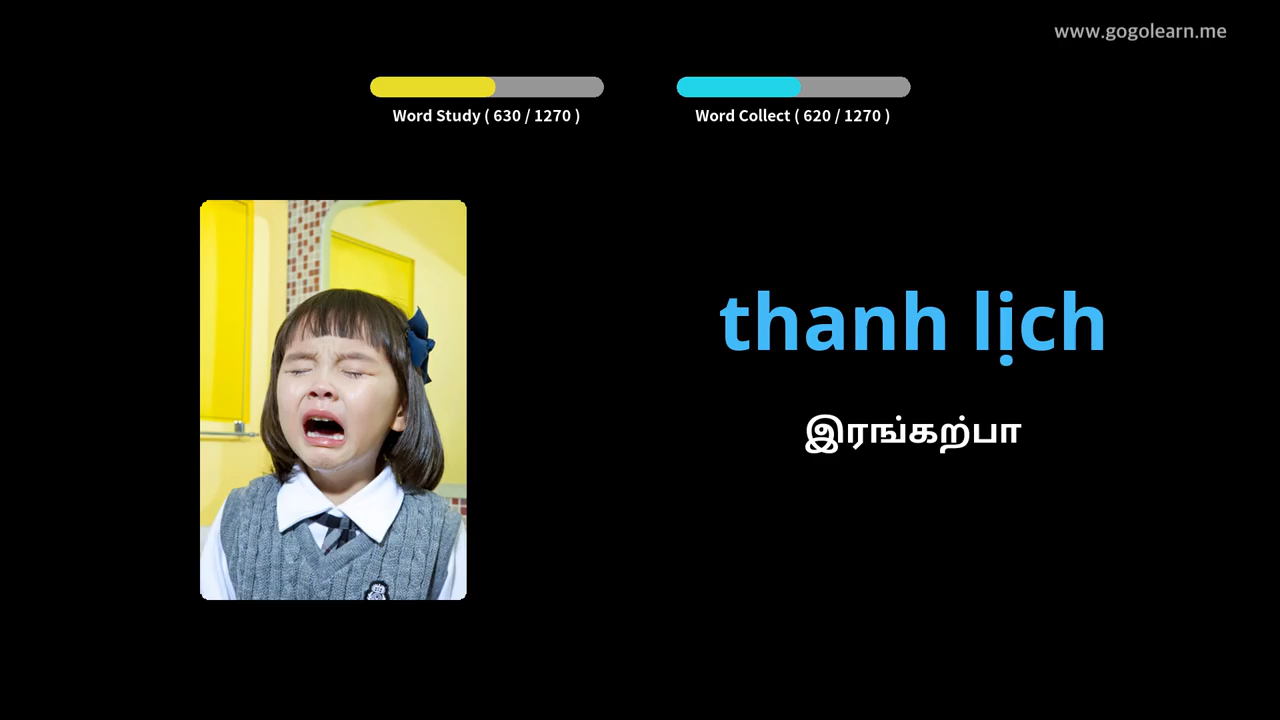 www.gogolearn.me
Word Study ( 630 / 1270 )
Word Collect ( 620 / 1270 )
thanh lịch
இரங்கற்பா